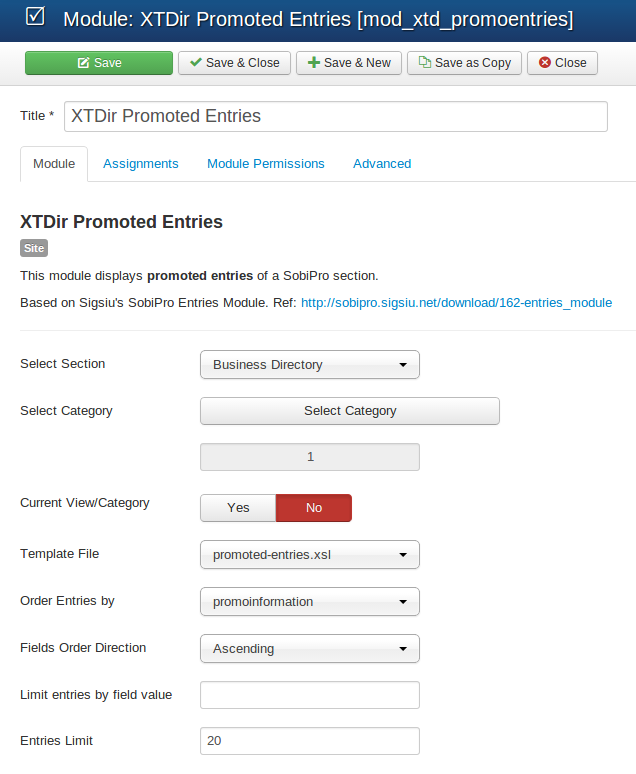 Module: XTDir Promoted Entries [mod_xtd_promoentries]
Save Save & Close Save & New Save as Copy Close
Title * XTDir Promoted Entries
Module Assignments Module Permissions Advanced
XTDir Promoted Entries
Site
This module displays promoted entries of a SobiPro section.
Based on Sigsiu's SobiPro Entries Module. Ref: http://sobipro.sigsiu.net/download/162-entries_module
Select Section Business Directory
Select Category Select Category
1
Current View/Category Yes No
Template File promoted-entries.xsl
Order Entries by promoinformation
Fields Order Direction Ascending
Limit entries by field value
Entries Limit 20